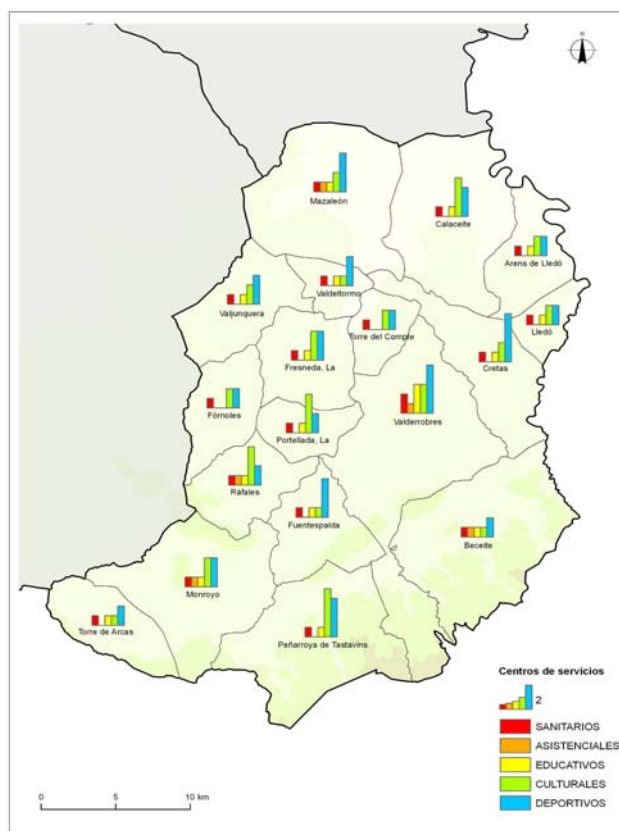 N
Mazaleón
Calaceite
Arens de Lledó
Valdeltormo
Valjunquera
Torre del Compte
Lledó
Fresneda, La
Cretas
Fórnoles
Valderrobres
Portellada, La
Ráfales
Fuentespalda
Beceite
Monroyo
Torre de Arcas
Peñarroya de Tastavins
Centros de servicios
2
SANITARIOS
ASISTENCIALES
EDUCATIVOS
CULTURALES
DEPORTIVOS
0 5 10 km